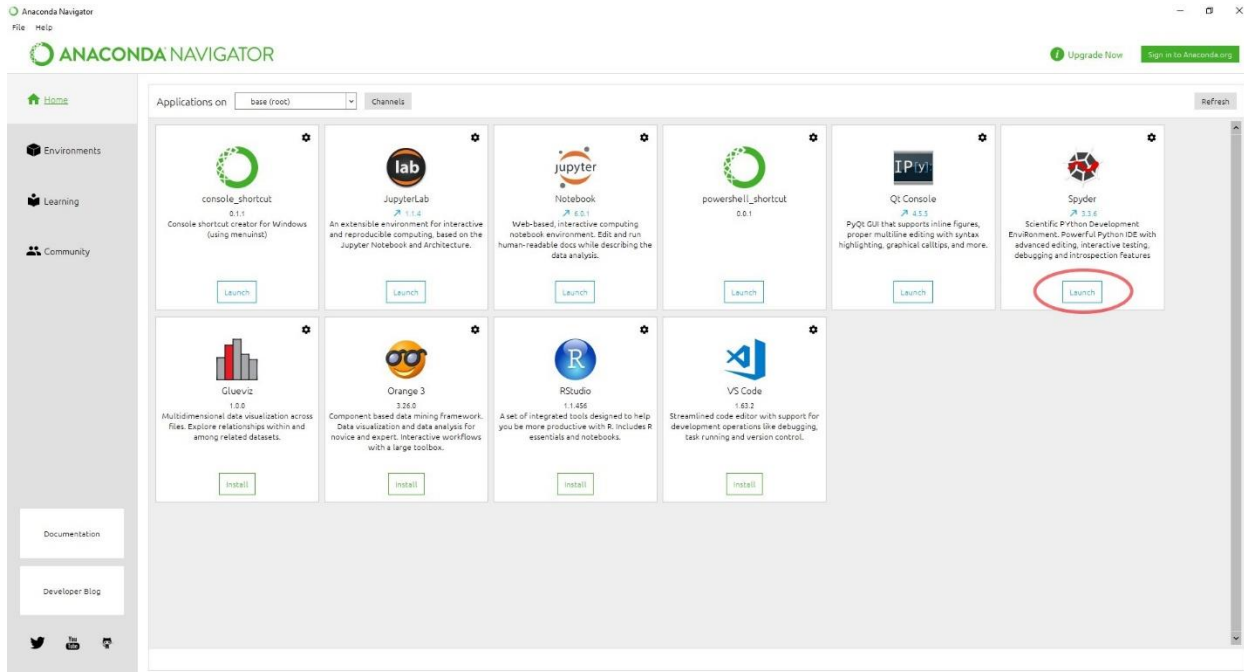 Anaconda Navigator
File Help
ANACONDA NAVIGATOR
Upgrade Now
Sign in to Anaconda.org
Home
Environments
Learning
Community
Documentation
Developer Blog
You
Tube
Applications on
base (root)
Channels
Refresh
console_shortcut
0.1.1
Console shortcut creator for Windows
(using menuinst)
Launch
lab
JupyterLab
1.1.4
An extensible environment for interactive
and reproducible computing, based on the
Jupyter Notebook and Architecture.
Launch
jupyter
Notebook
6.0.1
Web-based, interactive computing
notebook environment. Edit and run
human-readable docs while describing the
data analysis.
Launch
powershell_shortcut
0.0.1
Launch
IP[y]:
Qt Console
4.5.5
PyQt GUI that supports inline figures,
proper multiline editing with syntax
highlighting, graphical calltips, and more.
Launch
Spyder
3.3.6
Scientific PYthon Development
EnviRonment. Powerful Python IDE with
advanced editing, interactive testing,
debugging and introspection features
Launch
Glueviz
1.0.0
Multidimensional data visualization across
files. Explore relationships within and
among related datasets.
Install
Orange 3
3.26.0
Component based data mining framework.
Data visualization and data analysis for
novice and expert. Interactive workflows
with a large toolbox.
Install
R
RStudio
1.1.456
A set of integrated tools designed to help
you be more productive with R. Includes R
essentials and notebooks.
Install
VS Code
1.63.2
Streamlined code editor with support for
development operations like debugging,
task running and version control.
Install